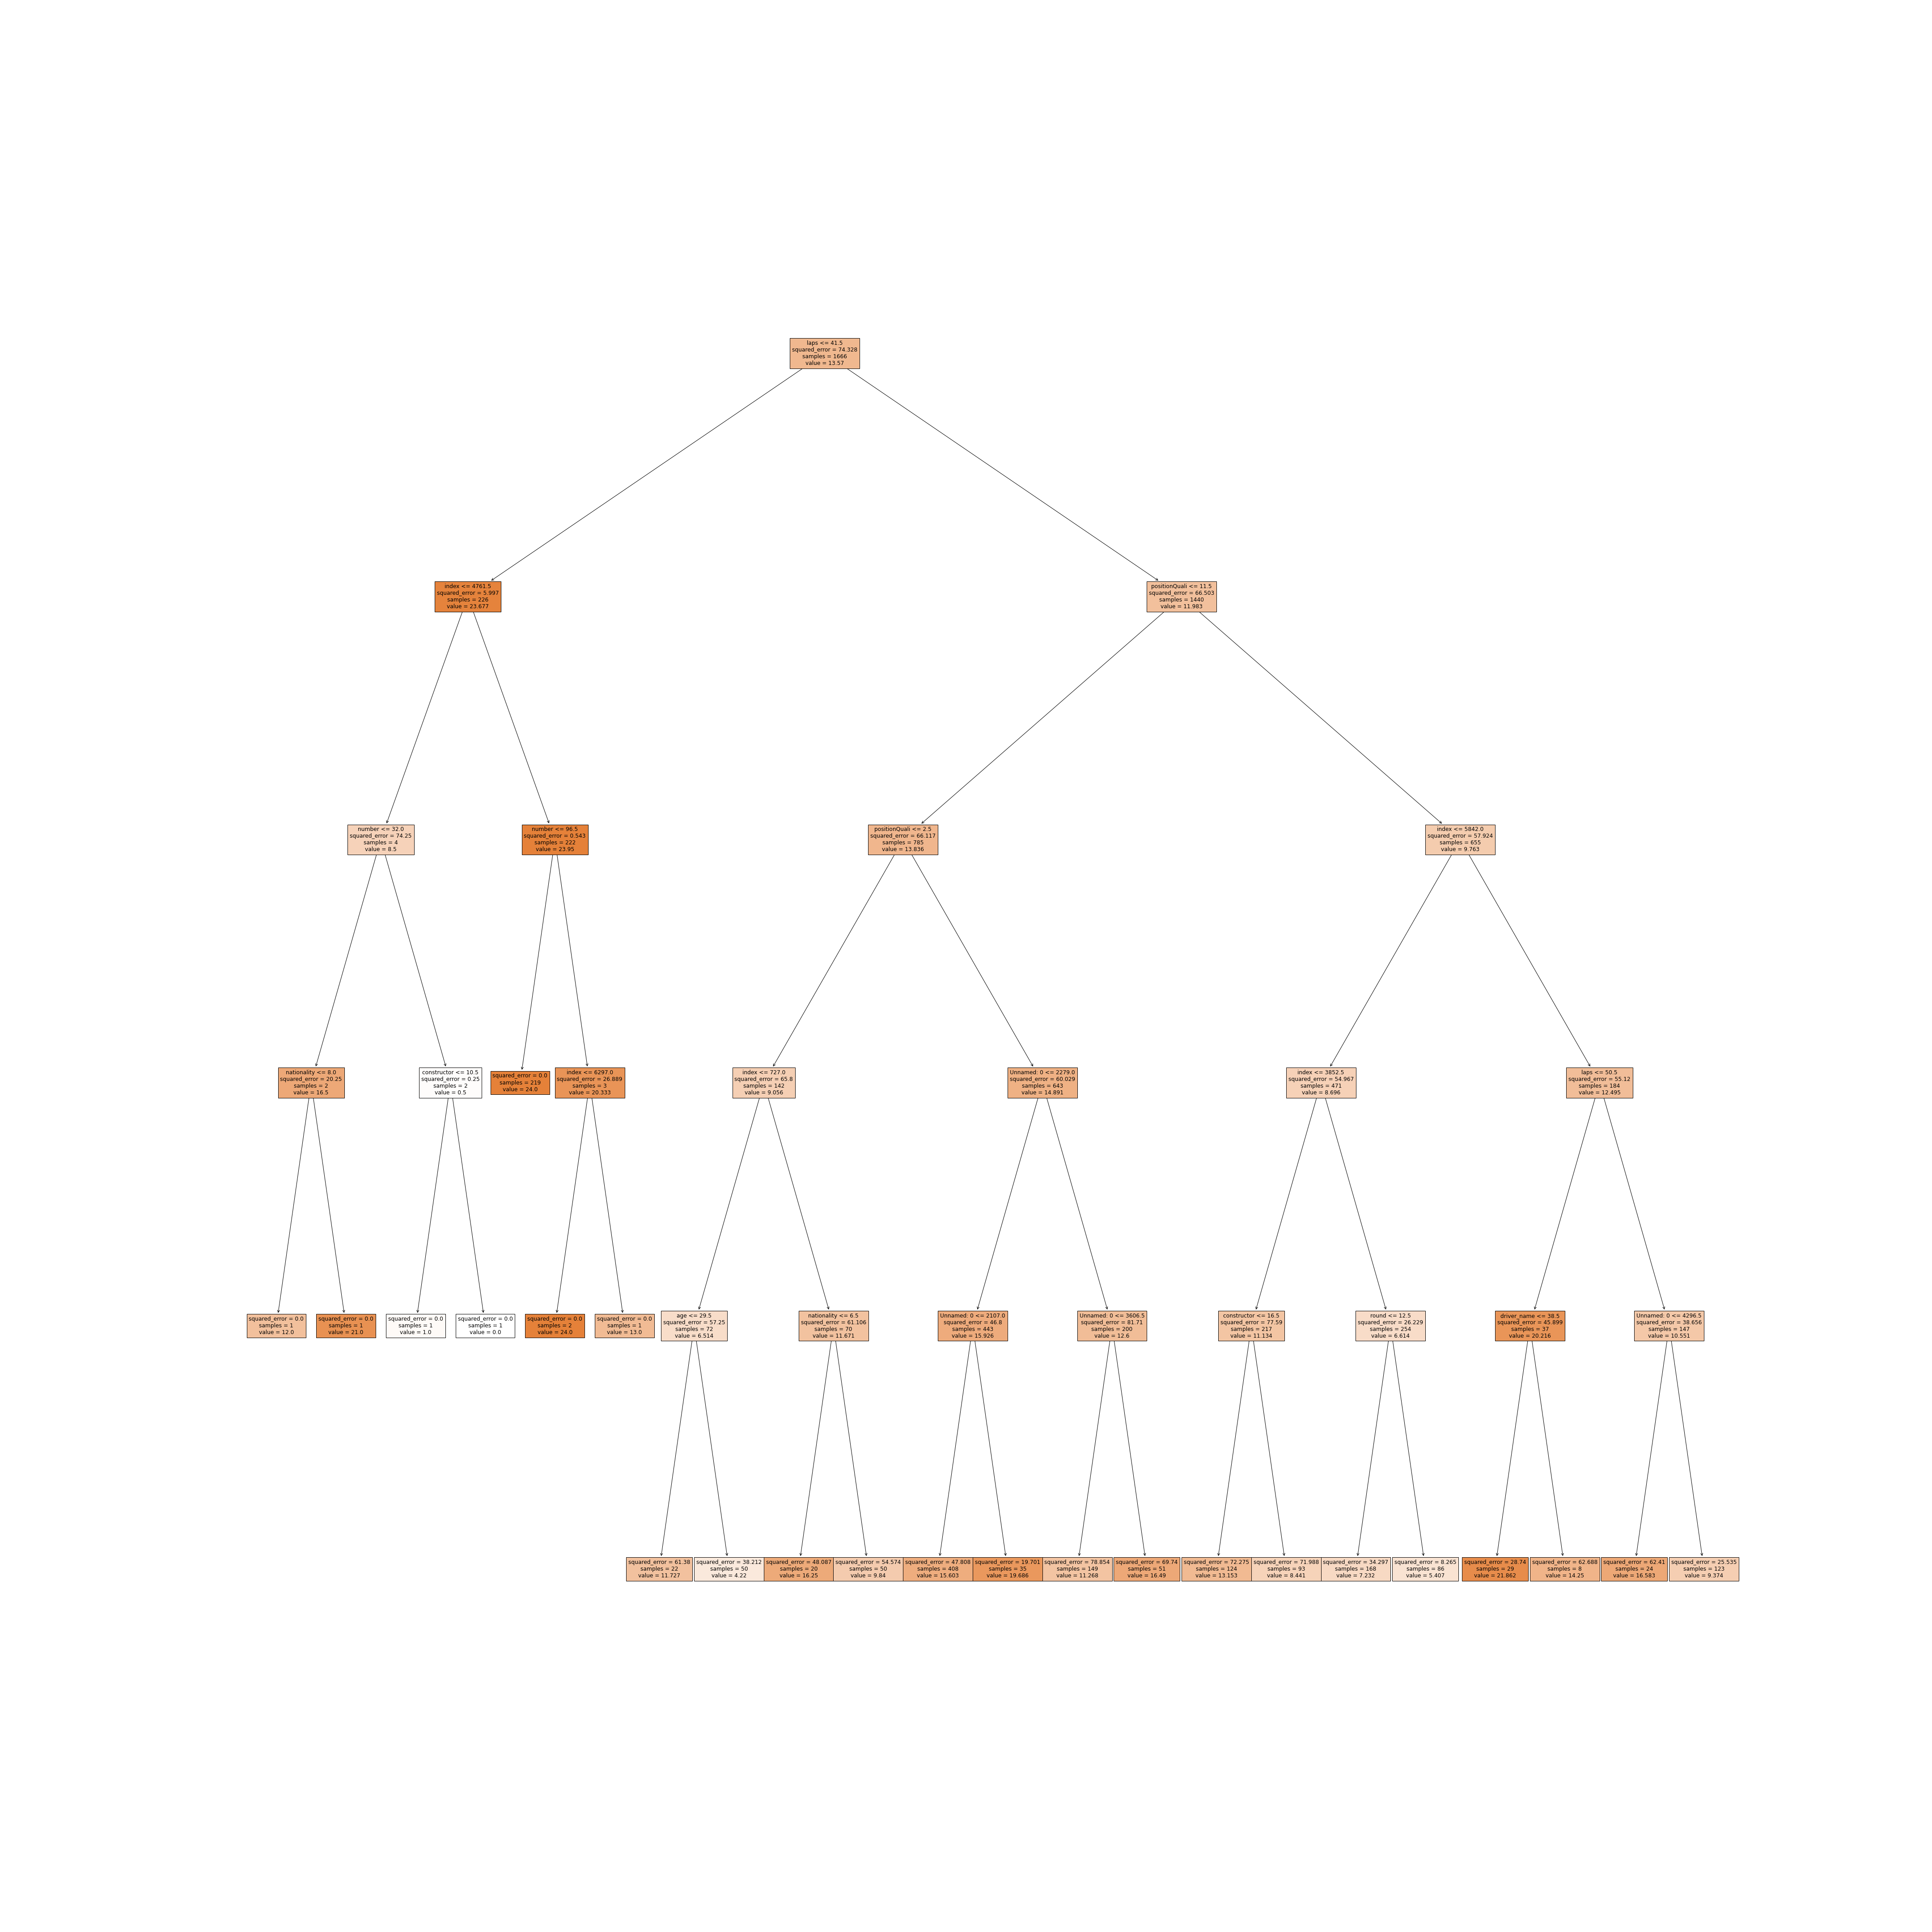 laps <= 41.5
squared_error = 74.328
samples = 1666
value = 13.57
index <= 4761.5
squared_error = 5.997
samples = 226
value = 23.677
positionQuali <= 11.5
squared_error = 66.503
samples = 1440
value = 11.983
number <= 32.0
squared_error = 74.25
samples = 4
value = 8.5
number <= 96.5
squared_error = 0.543
samples = 222
value = 23.95
positionQuali <= 2.5
squared_error = 66.117
samples = 785
value = 13.836
index <= 5842.0
squared_error = 57.924
samples = 655
value = 9.763
nationality <= 8.0
squared_error = 20.25
samples = 2
value = 16.5
constructor <= 10.5
squared_error = 0.25
samples = 2
value = 0.5
squared_error = 0.0
samples = 219
value = 24.0
index <= 6297.0
squared_error = 26.889
samples = 3
value = 20.333
index <= 727.0
squared_error = 65.8
samples = 142
value = 9.056
Unnamed: 0 <= 2279.0
squared_error = 60.029
samples = 643
value = 14.891
index <= 3852.5
squared_error = 54.967
samples = 471
value = 8.696
laps <= 50.5
squared_error = 55.12
samples = 184
value = 12.495
squared_error = 0.0
samples = 1
value = 12.0
squared_error = 0.0
samples = 1
value = 21.0
squared_error = 0.0
samples = 1
value = 1.0
squared_error = 0.0
samples = 1
value = 0.0
squared_error = 0.0
samples = 2
value = 24.0
squared_error = 0.0
samples = 1
value = 13.0
age <= 29.5
squared_error = 57.25
samples = 72
value = 6.514
nationality <= 6.5
squared_error = 61.106
samples = 70
value = 11.671
Unnamed: 0 <= 2107.0
squared_error = 46.8
samples = 443
value = 15.926
Unnamed: 0 <= 3606.5
squared_error = 81.71
samples = 200
value = 12.6
constructor <= 16.5
squared_error = 77.59
samples = 217
value = 11.134
round <= 12.5
squared_error = 26.229
samples = 254
value = 6.614
driver_name <= 38.5
squared_error = 45.899
samples = 37
value = 20.216
Unnamed: 0 <= 4296.5
squared_error = 38.656
samples = 147
value = 10.551
squared_error = 61.38
samples = 22
value = 11.727
squared_error = 38.212
samples = 50
value = 4.22
squared_error = 48.087
samples = 20
value = 16.25
squared_error = 54.574
samples = 50
value = 9.84
squared_error = 47.808
samples = 408
value = 15.603
squared_error = 19.701
samples = 35
value = 19.686
squared_error = 78.854
samples = 149
value = 11.268
squared_error = 69.74
samples = 51
value = 16.49
squared_error = 72.275
samples = 124
value = 13.153
squared_error = 71.988
samples = 93
value = 8.441
squared_error = 34.297
samples = 168
value = 7.232
squared_error = 8.265
samples = 86
value = 5.407
squared_error = 28.74
samples = 29
value = 21.862
squared_error = 62.688
samples = 8
value = 14.25
squared_error = 62.41
samples = 24
value = 16.583
squared_error = 25.535
samples = 123
value = 9.374